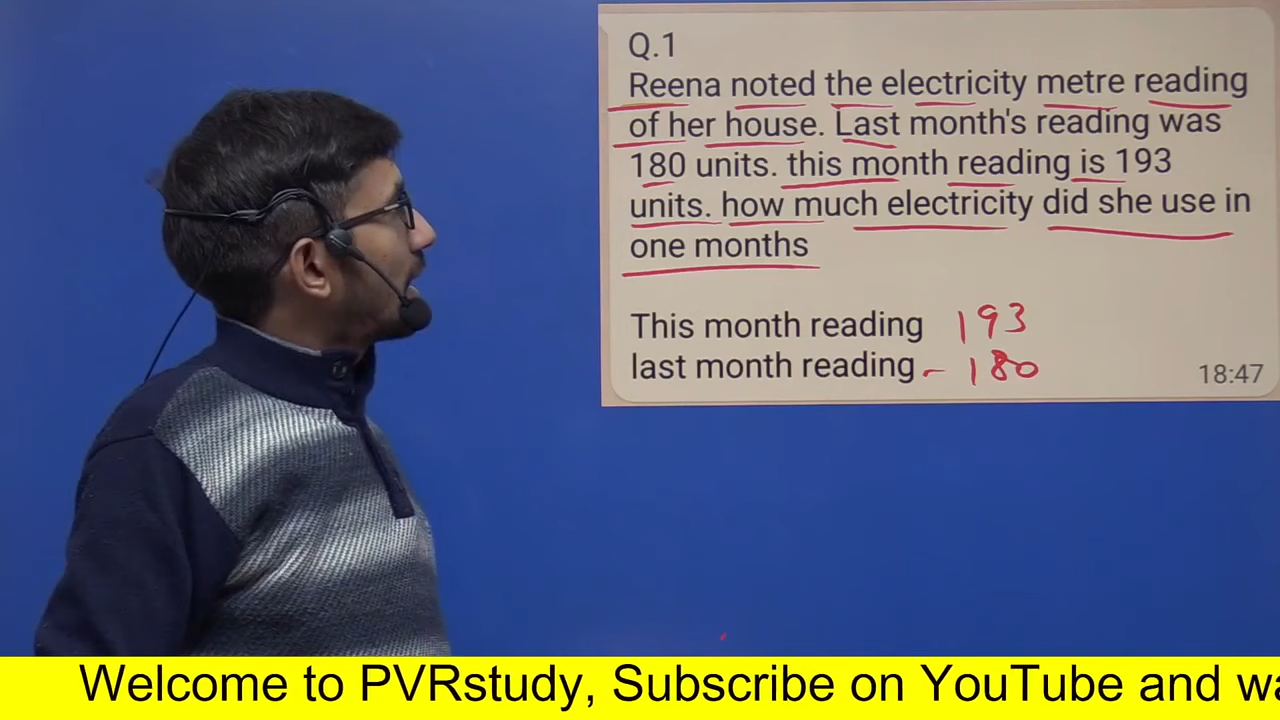 Q.1
Reena noted the electricity metre reading
of her house. Last month's reading was
180 units. this month reading is 193
units. how much electricity did she use in
one months
This month reading 193
last month reading - 180
18:47
Welcome to PVRstudy, Subscribe on YouTube and wa